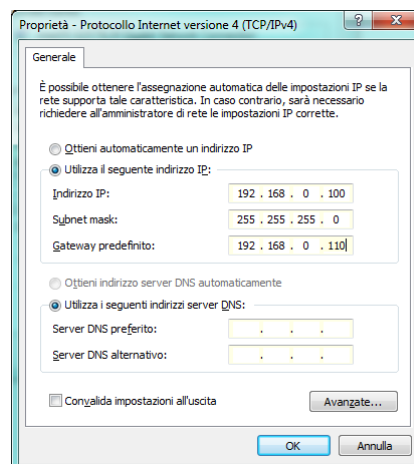 Proprietà - Protocollo Internet versione 4 (TCP/IPv4)
Generale
È possibile ottenere l'assegnazione automatica delle impostazioni IP se la
rete supporta tale caratteristica. In caso contrario, sarà necessario
richiedere all'amministratore di rete le impostazioni IP corrette.
Ottieni automaticamente un indirizzo IP
Utilizza il seguente indirizzo IP:
Indirizzo IP: 192 . 168 . 0 . 100
Subnet mask: 255 . 255 . 255 . 0
Gateway predefinito: 192 . 168 . 0 . 110
Ottieni indirizzo server DNS automaticamente
Utilizza i seguenti indirizzi server DNS:
Server DNS preferito: . . .
Server DNS alternativo: . . .
Convalida impostazioni all'uscita
Avanzate...
OK Annulla